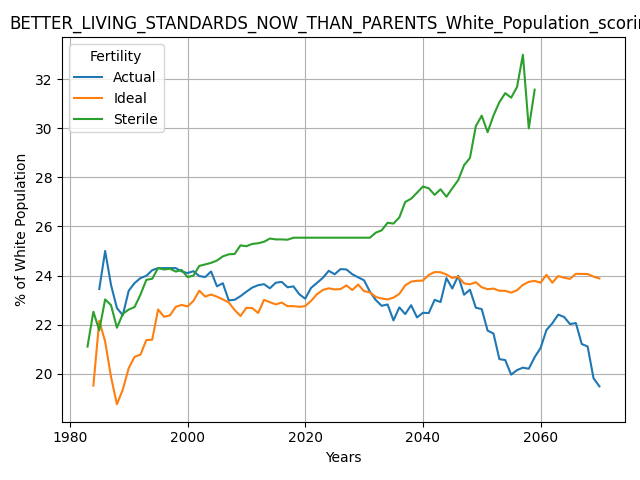 BETTER_LIVING_STANDARDS_NOW_THAN_PARENTS_White_Population_scorin
Fertility
Actual
Ideal
Sterile
% of White Population
32
30
28
26
24
22
20
1980
2000
2020
2040
2060
Years